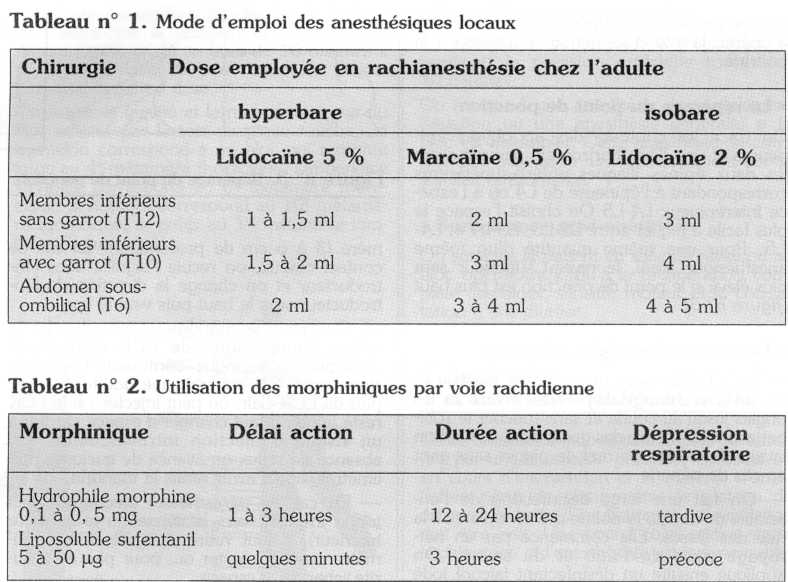 Tableau n° 1. Mode d'emploi des anesthésiques locaux
Chirurgie Dose employée en rachianesthésie chez l'adulte
hyperbare isobare
Lidocaïne 5 % Marcaïne 0,5 % Lidocaïne 2 %
Membres inférieurs
sans garrot (T12) 1 à 1,5 ml 2 ml 3 ml
Membres inférieurs
avec garrot (T10) 1,5 à 2 ml 3 ml 4 ml
Abdomen sous-
ombilical (T6) 2 ml 3 à 4 ml 4 à 5 ml
Tableau n° 2. Utilisation des morphiniques par voie rachidienne
Morphinique Délai action Durée action Dépression
respiratoire
Hydrophile morphine
0,1 à 0, 5 mg 1 à 3 heures 12 à 24 heures tardive
Liposoluble sufentanil
5 à 50 µg quelques minutes 3 heures précoce